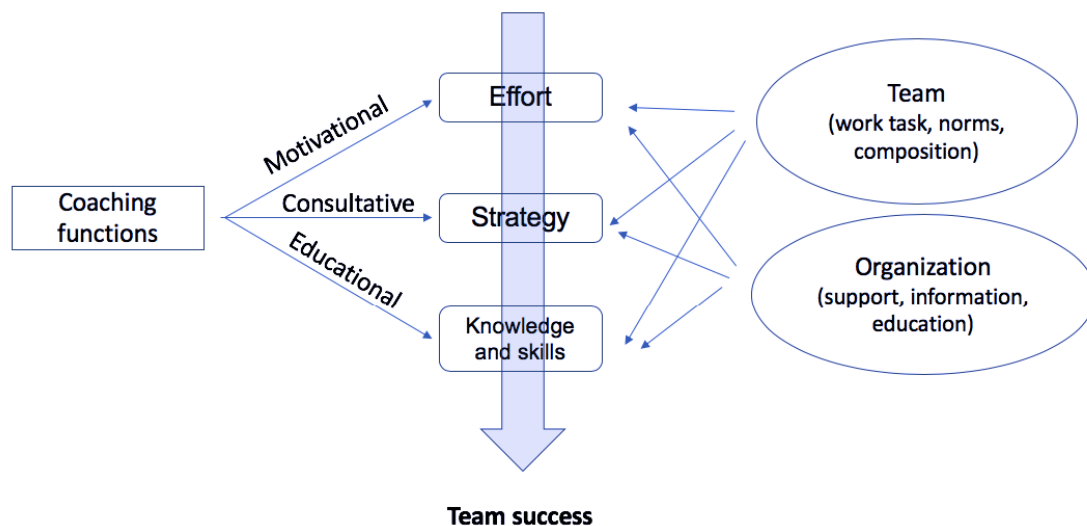 Effort
Team
(work task, norms,
composition)
Motivational
Coaching
functions
Consultative
Strategy
Educational
Organization
(support, information,
education)
Knowledge
and skills
Team success